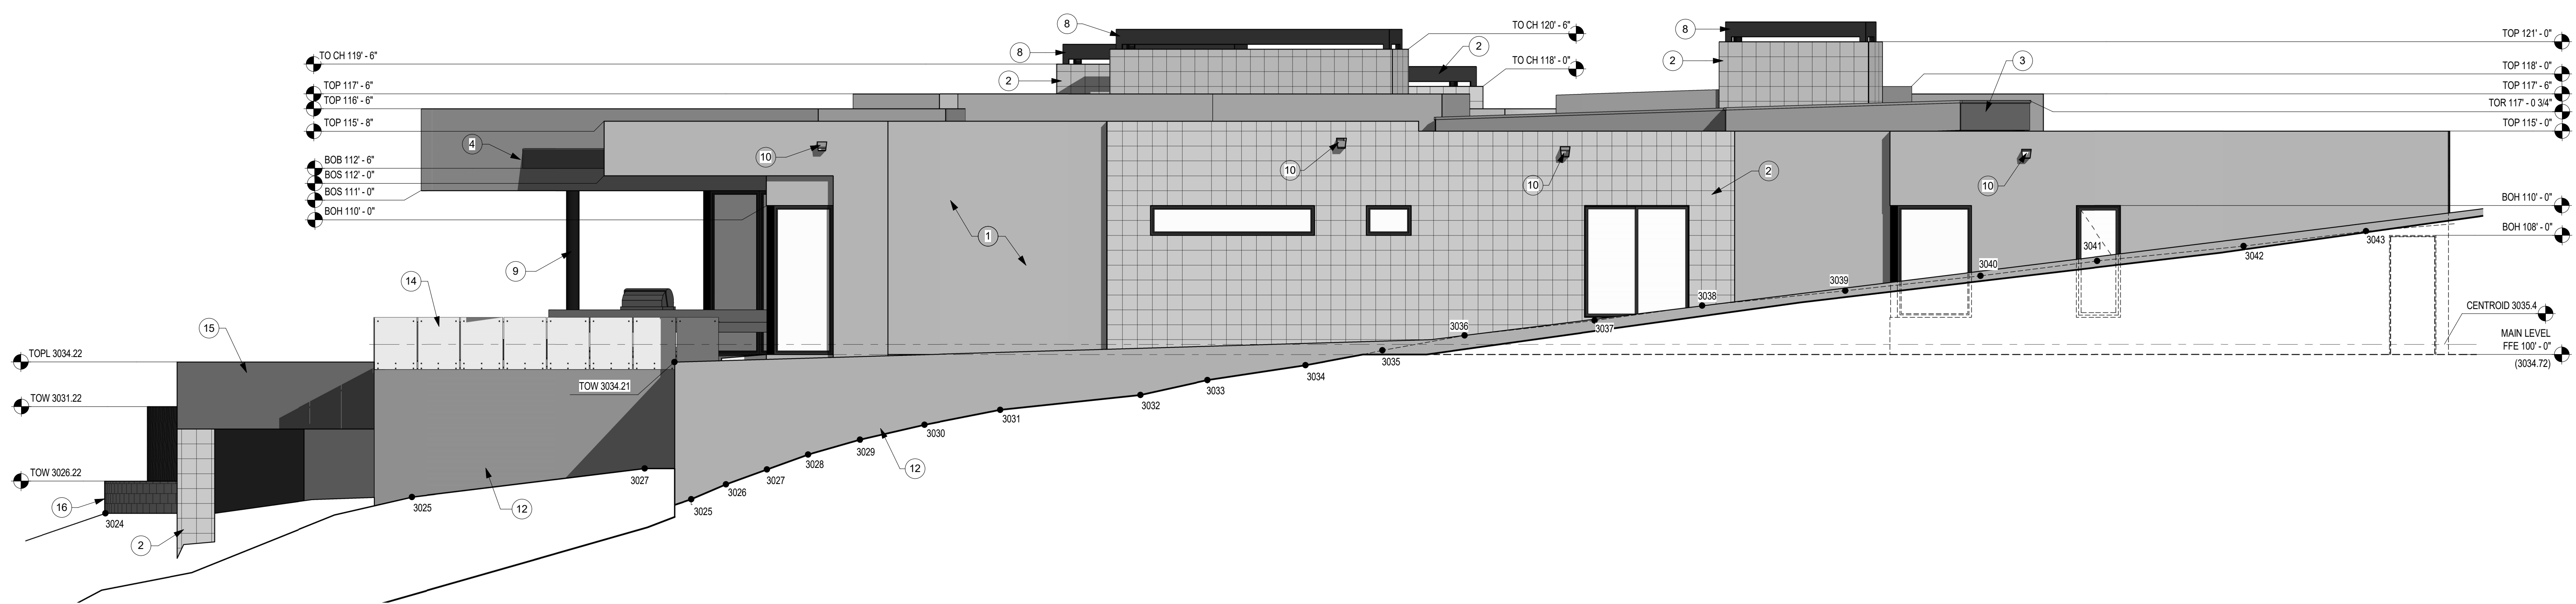 8
8
TO CH 120' - 6"
2
8
TOP 121' - 0"
TO CH 119' - 6"
2
TO CH 118' - 0"
2
3
TOP 118' - 0"
TOP 117' - 6"
TOP 117' - 6"
TOP 116' - 6"
TOR 117' - 0 3/4"
TOP 115' - 8"
TOP 115' - 0"
4
10
10
10
10
2
BOB 112' - 6"
BOS 112' - 0"
BOS 111' - 0"
BOH 110' - 0"
BOH 110' - 0"
BOH 108' - 0"
1
9
14
15
3043
3042
3041
3040
3039
3038
3037
3036
3035
3034
3033
3032
3031
3030
3029
3028
3027
3026
3025
CENTROID 3035.4
MAIN LEVEL
FFE 100' - 0"
(3034.72)
TOPL 3034.22
TOW 3034.21
TOW 3031.22
TOW 3026.22
12
16
3024
2
3025
12
3027